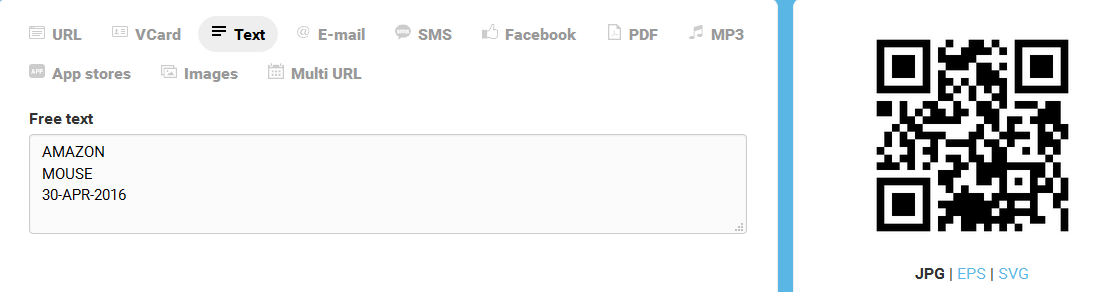 URL VCard Text E-mail SMS Facebook PDF MP3
App stores Images Multi URL
Free text
AMAZON
MOUSE
30-APR-2016
JPG | EPS | SVG